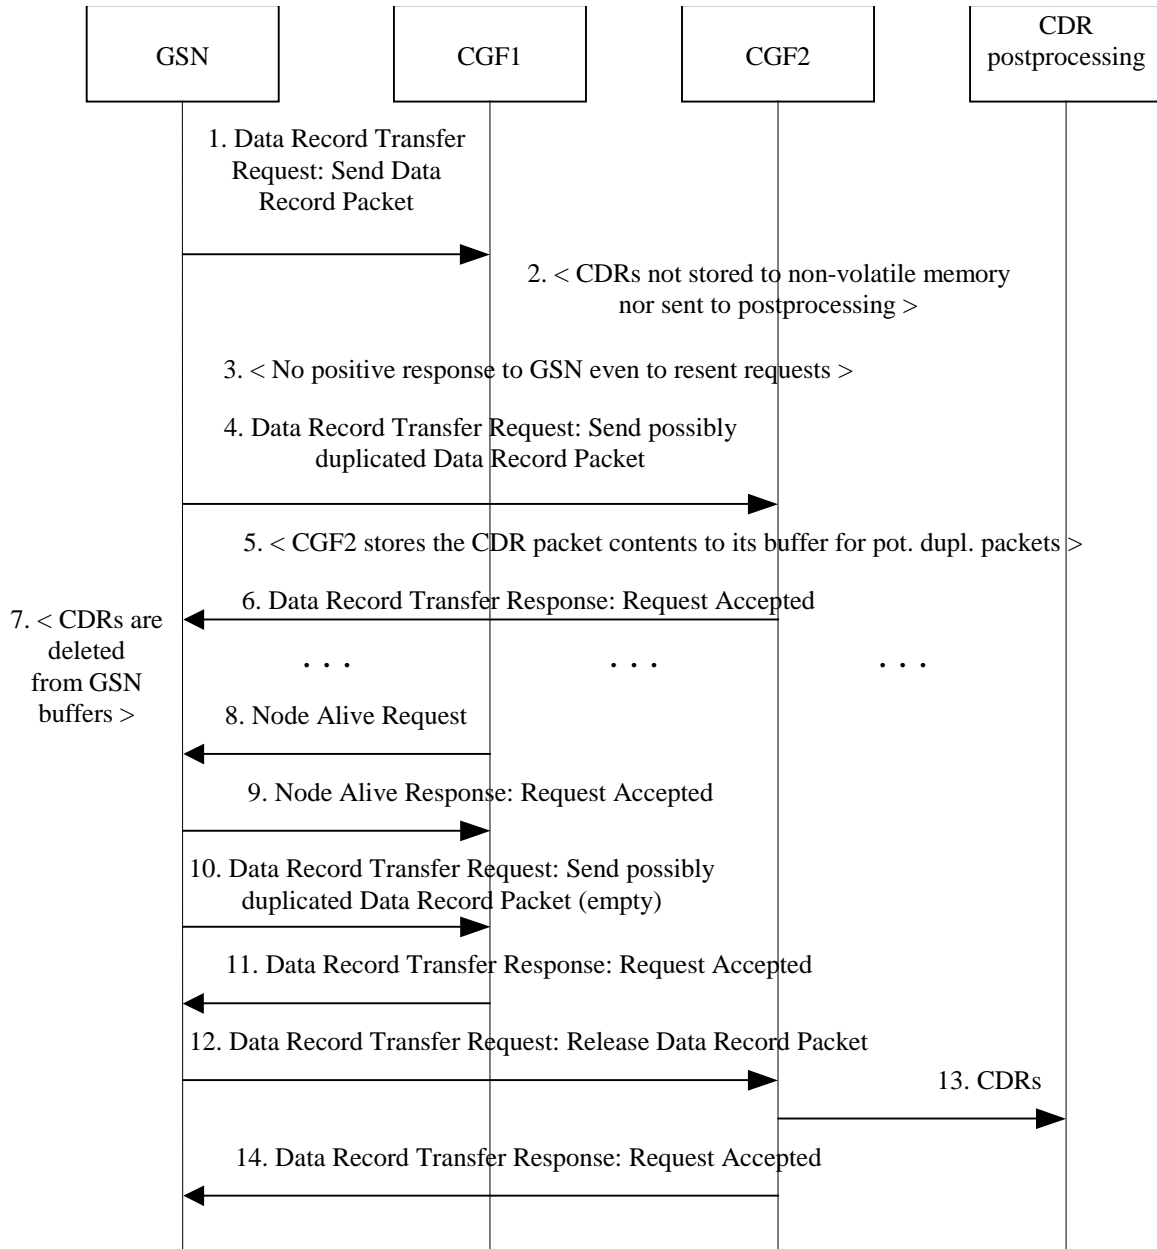 GSN
CGF1
CGF2
CDR
postprocessing
1. Data Record Transfer
Request: Send Data
Record Packet
2. < CDRs not stored to non-volatile memory
nor sent to postprocessing >
3. < No positive response to GSN even to resent requests >
4. Data Record Transfer Request: Send possibly
duplicated Data Record Packet
5. < CGF2 stores the CDR packet contents to its buffer for pot. dupl. packets >
6. Data Record Transfer Response: Request Accepted
7. < CDRs are
deleted
from GSN
buffers >
. . .
. . .
. . .
8. Node Alive Request
9. Node Alive Response: Request Accepted
10. Data Record Transfer Request: Send possibly
duplicated Data Record Packet (empty)
11. Data Record Transfer Response: Request Accepted
12. Data Record Transfer Request: Release Data Record Packet
13. CDRs
14. Data Record Transfer Response: Request Accepted